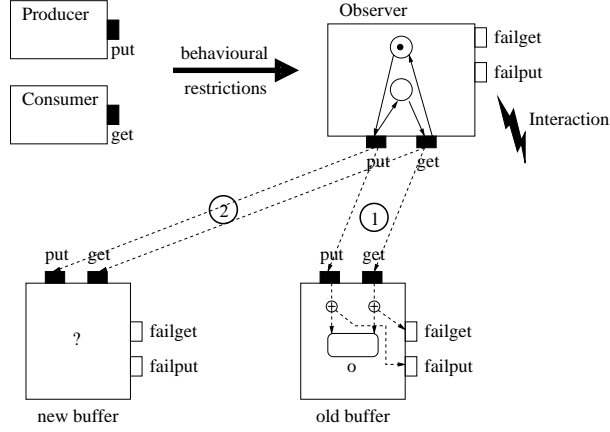 Producer
put
Consumer
get
behavioural
restrictions
Observer
failget
failput
Interaction
put
get
2
1
put
get
?
failget
failput
new buffer
put
get
+
+
o
failget
failput
old buffer